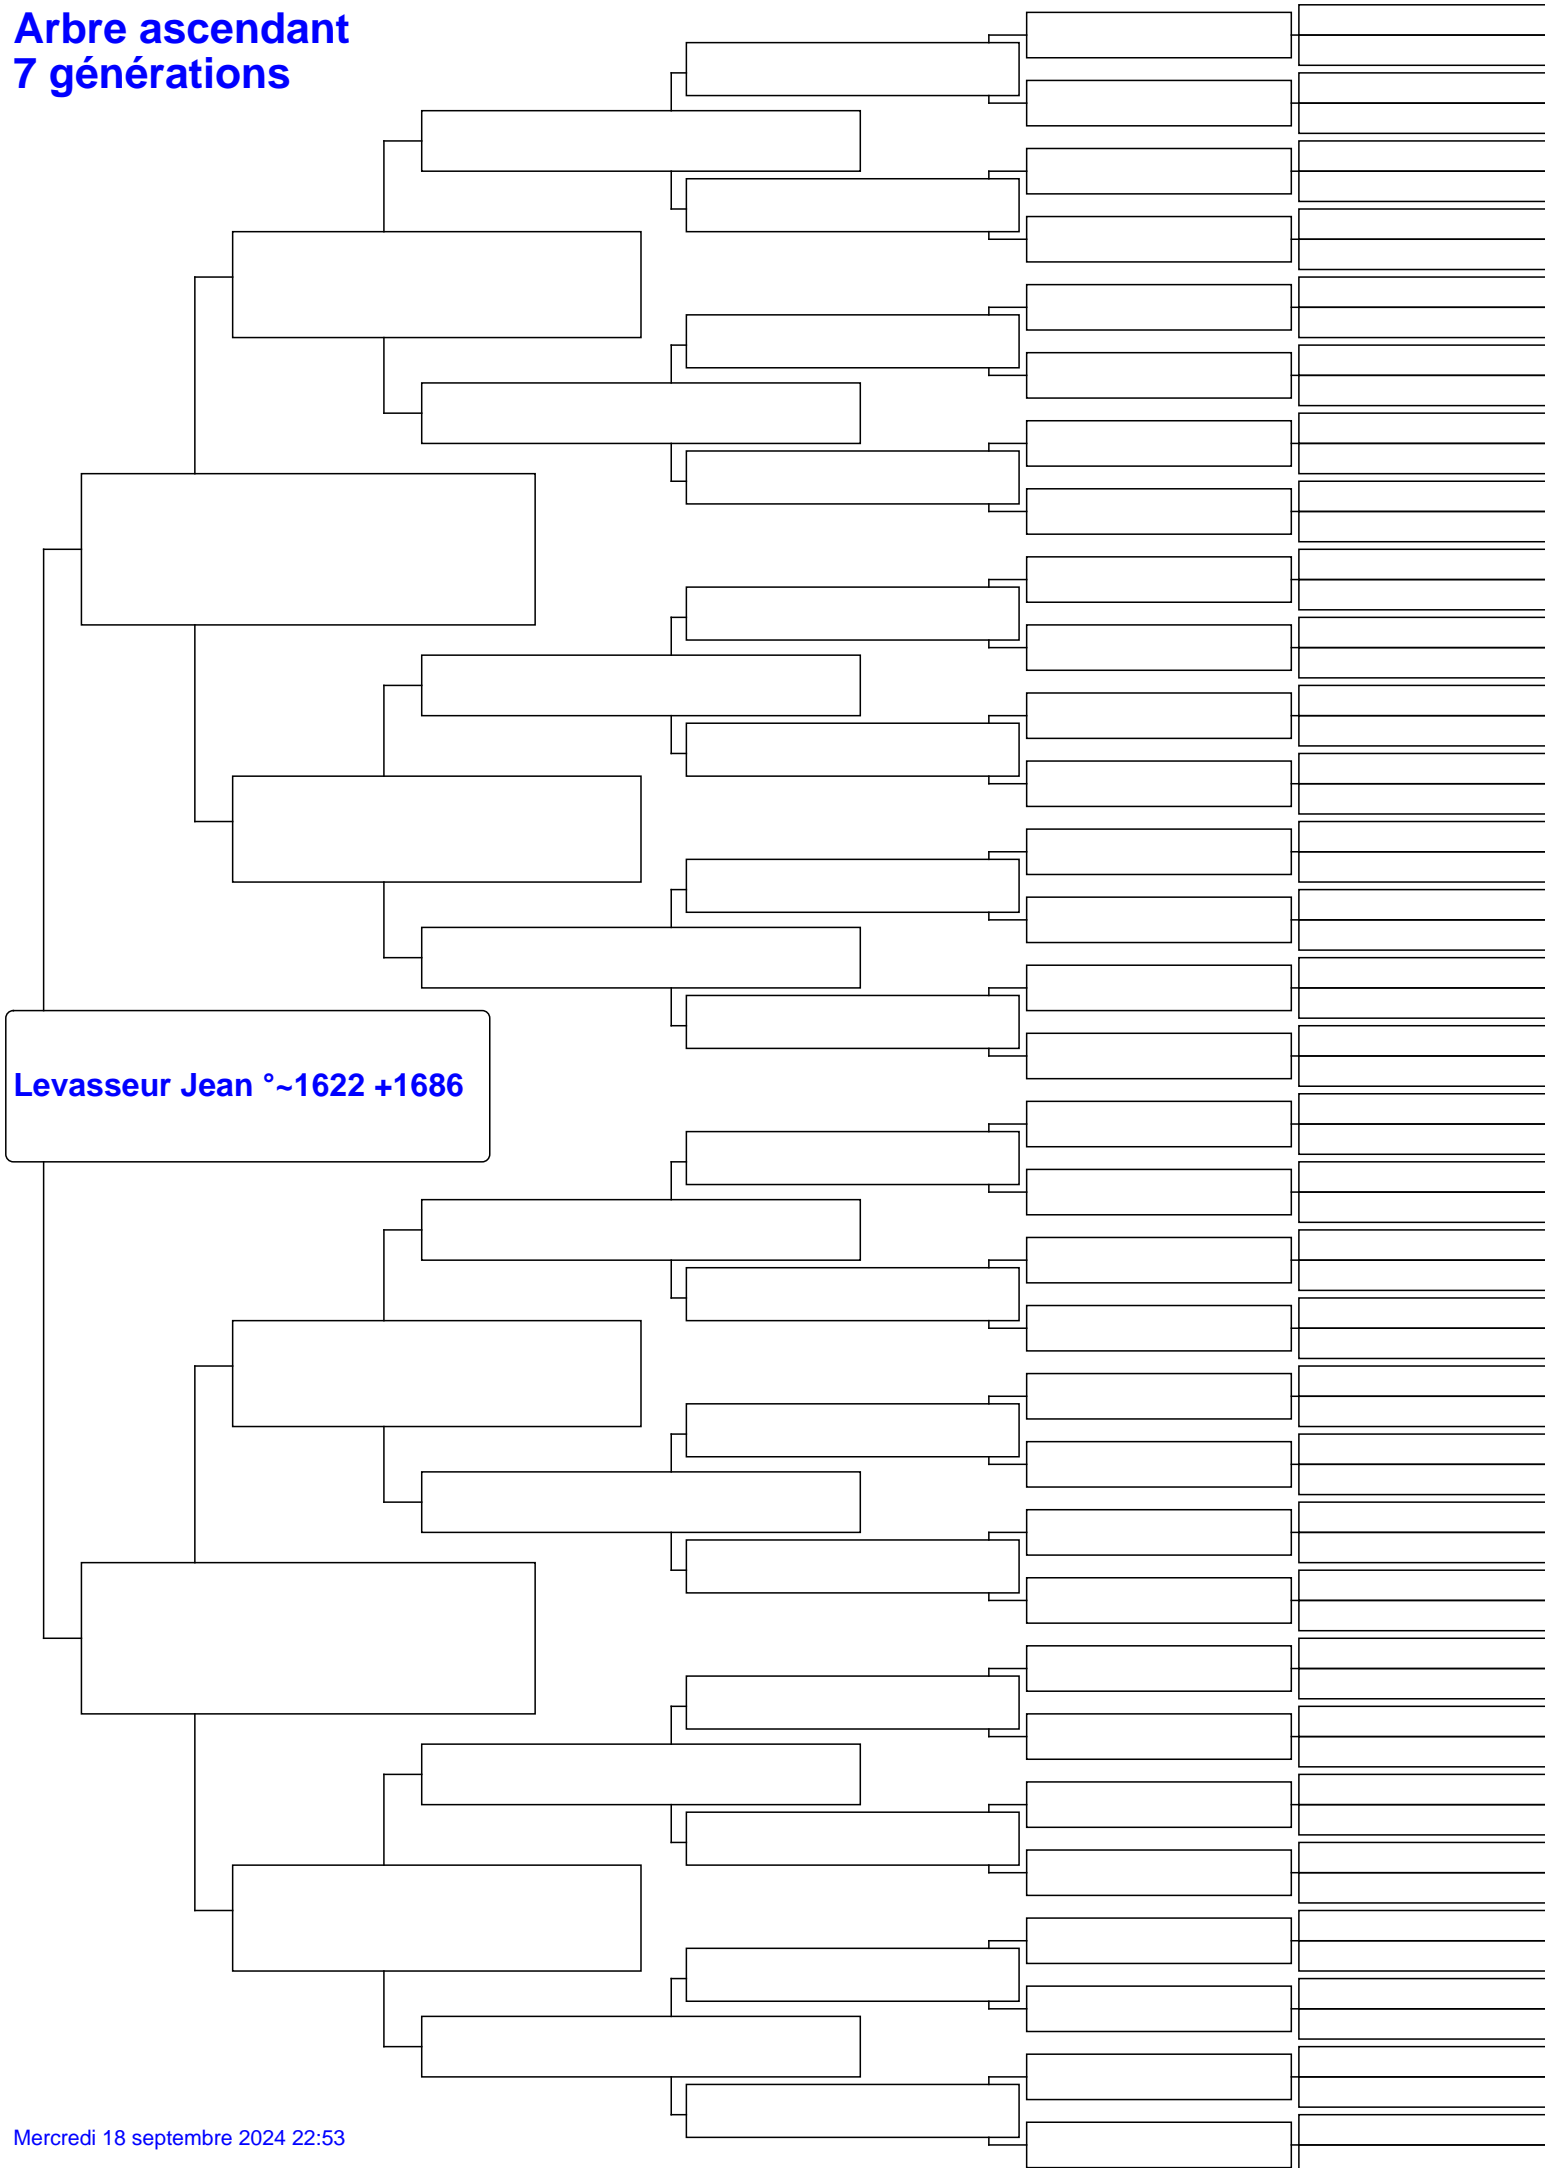 Arbre ascendant
7 générations
Levasseur Jean °~1622 +1686
Mercredi 18 septembre 2024 22:53